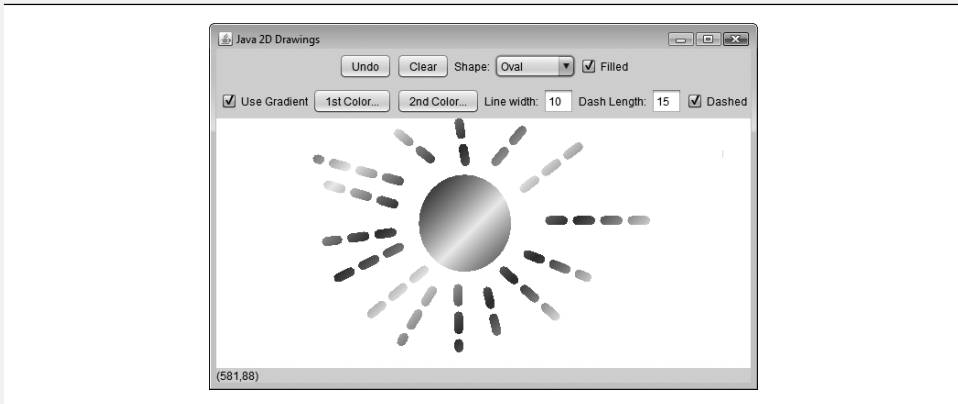 Java 2D Drawings
Undo Clear Shape: Oval Filled
Use Gradient 1st Color... 2nd Color... Line width: 10 Dash Length: 15 Dashed
(581,88)